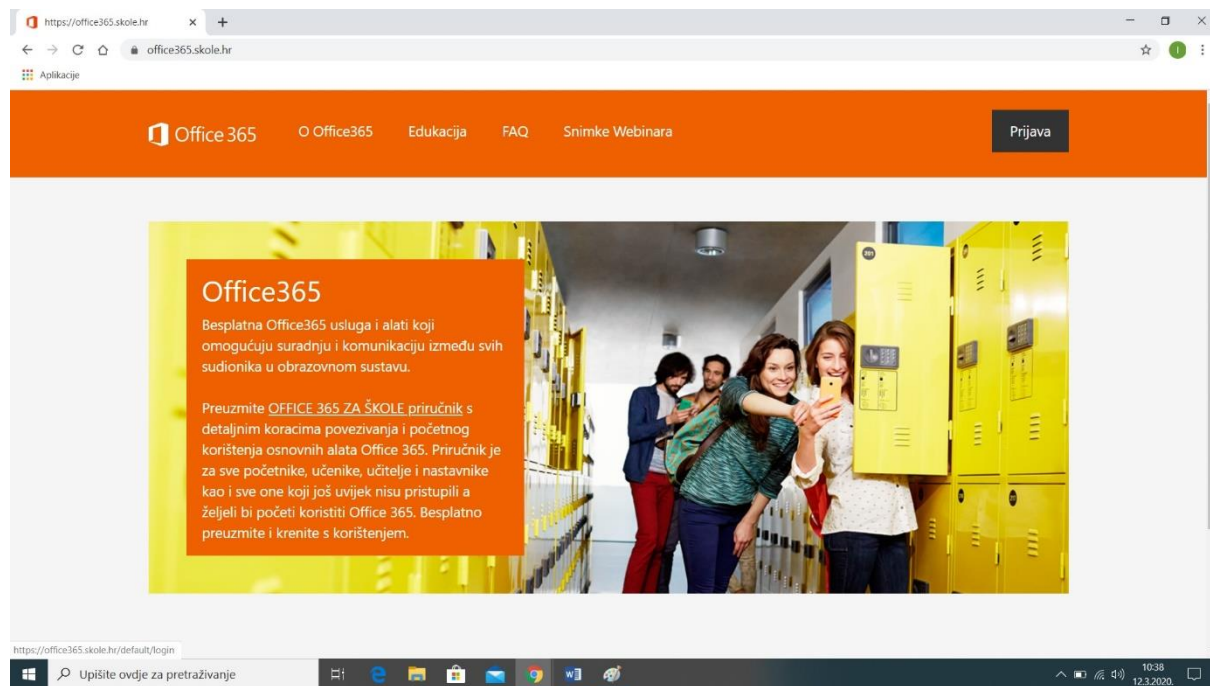 https://office365.skole.hr
office365.skole.hr
Aplikacije
Office 365
O Office365
Edukacija
FAQ
Snimke Webinara
Prijava
Office365
Besplatna Office365 usluga i alati koji
omogućuju suradnju i komunikaciju između svih
sudionika u obrazovnom sustavu.
Preuzmite OFFICE 365 ZA ŠKOLE priručnik s
detaljnim koracima povezivanja i početnog
korištenja osnovnih alata Office 365. Priručnik je
za sve početnike, učenike, učitelje i nastavnike
kao i sve one koji još uvijek nisu pristupili a
željeli bi početi koristiti Office 365. Besplatno
preuzmite i krenite s korištenjem.
201
https://office365.skole.hr/default/login
Upišite ovdje za pretraživanje
10:38
12.3.2020.